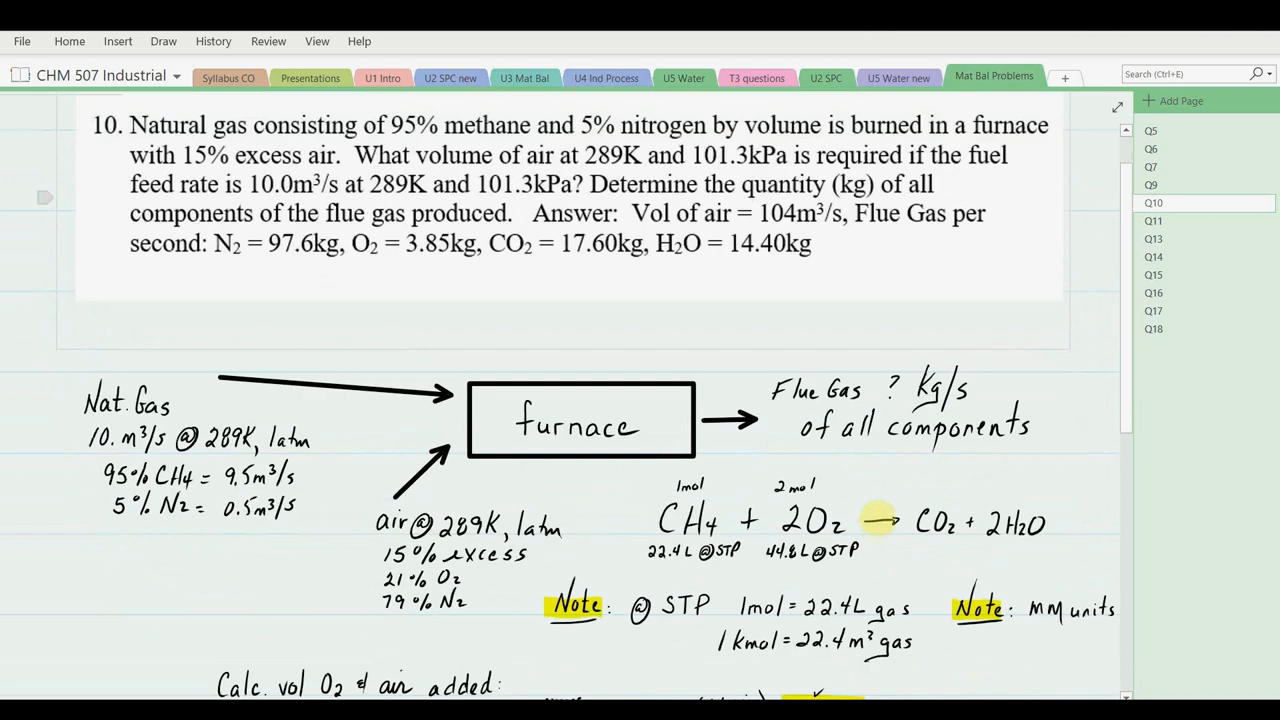 File Home Insert Draw History Review View Help
CHM 507 Industrial Syllabus CO Presentations U1 Intro U2 SPC new U3 Mat Bal U4 Ind Process U5 Water T3 questions U2 SPC U5 Water new Mat Bal Problems + Search (Ctrl+E)
+ Add Page
Q5
Q6
Q7
Q9
Q10
Q11
Q13
Q14
Q15
Q16
Q17
Q18
10. Natural gas consisting of 95% methane and 5% nitrogen by volume is burned in a furnace
with 15% excess air. What volume of air at 289K and 101.3kPa is required if the fuel
feed rate is 10.0m³/s at 289K and 101.3kPa? Determine the quantity (kg) of all
components of the flue gas produced. Answer: Vol of air = 104m³/s, Flue Gas per
second: N₂ = 97.6kg, O₂ = 3.85kg, CO₂ = 17.60kg, H₂O = 14.40kg
Nat. Gas
10. m³/s @ 289K, 1atm
95% CH₄ = 9.5m³/s
5% N₂ = 0.5m³/s
furnace
Flue Gas ? Kg/s
of all components
air @ 289K, 1atm
15% excess
21% O₂
79% N₂
1mol 2mol
CH₄ + 2O₂ → CO₂ + 2H₂O
22.4L @STP 44.8L @STP
Note: @ STP 1mol = 22.4L gas
1kmol = 22.4m³ gas
Note: MM units
Calc. vol O₂ & air added: